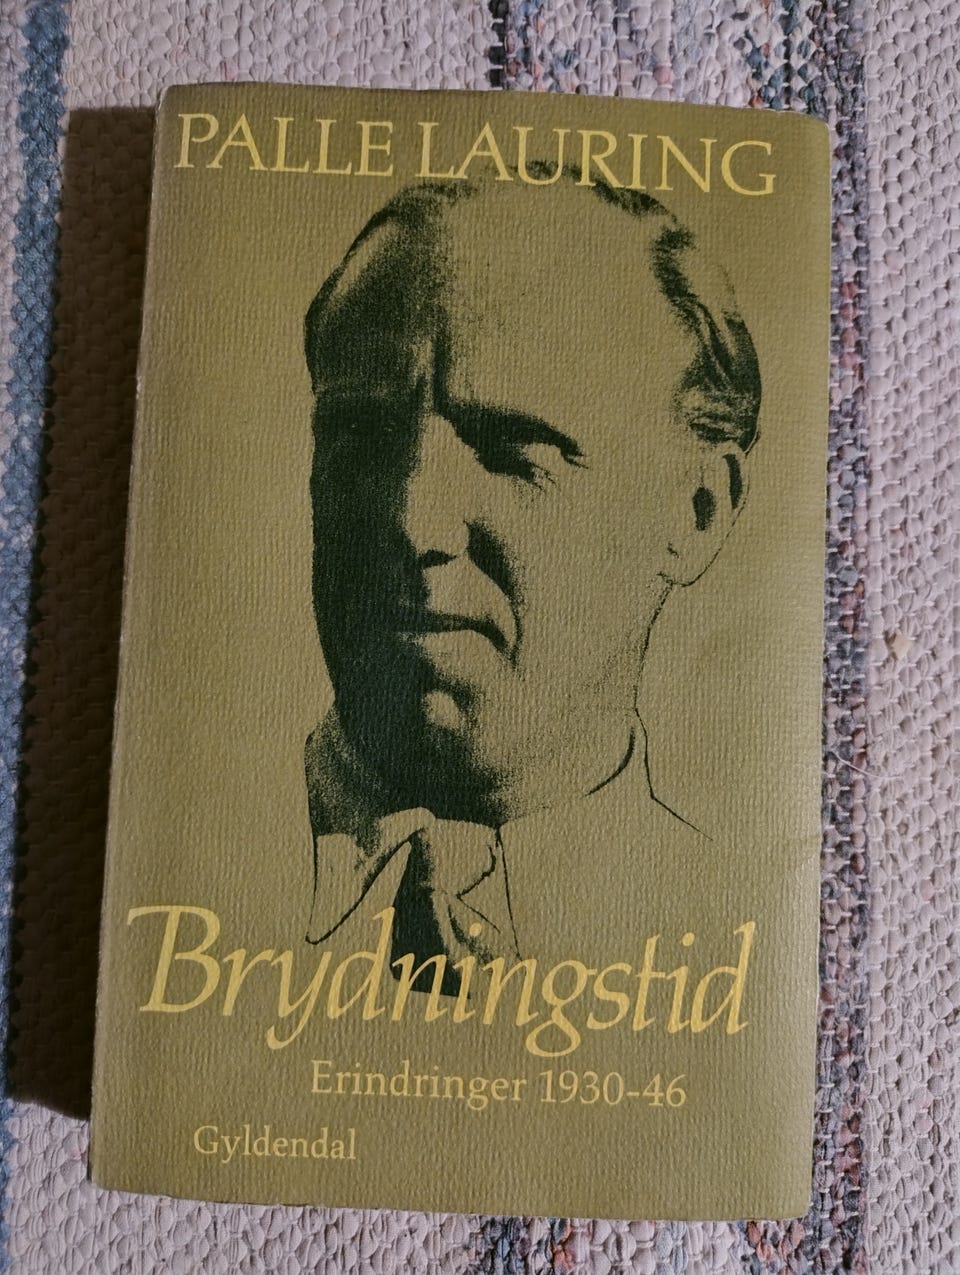 PALLE LAURING
Brydningstid
Erindringer 1930-46
Gyldendal